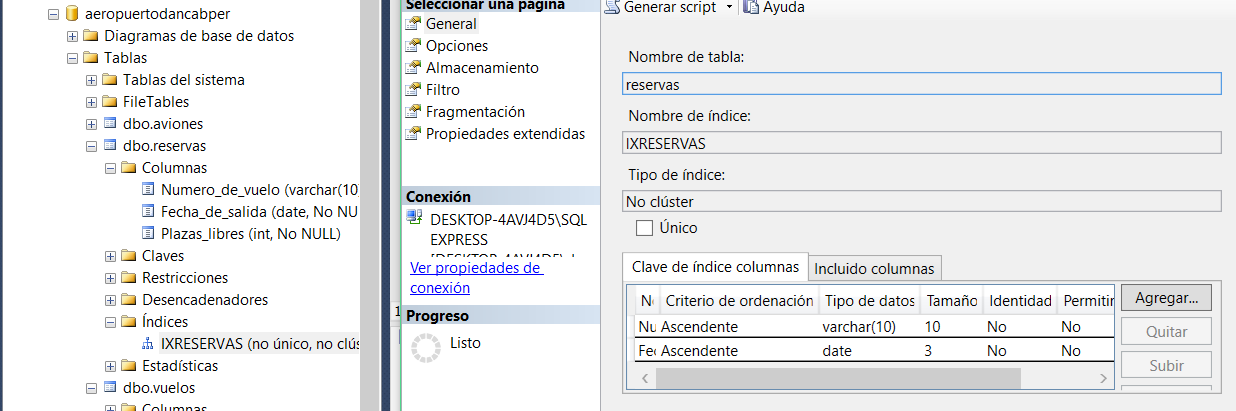 aeropuertodancabper
Diagramas de base de datos
Tablas
Tablas del sistema
FileTables
dbo.aviones
dbo.reservas
Columnas
Numero_de_vuelo (varchar(10)
Fecha_de_salida (date, No NU
Plazas_libres (int, No NULL)
Claves
Restricciones
Desencadenadores
Índices
IXRESERVAS (no único, no clús
Estadísticas
dbo.vuelos
Columnas
1
Seleccionar una página
General
Opciones
Almacenamiento
Filtro
Fragmentación
Propiedades extendidas
Conexión
DESKTOP-4AVJ4D5\SQL
EXPRESS
Ver propiedades de
conexión
Progreso
Listo
Generar script Ayuda
Nombre de tabla:
reservas
Nombre de índice:
IXRESERVAS
Tipo de índice:
No clúster
Único
Clave de índice columnas Incluido columnas
Criterio de ordenación Tipo de datos Tamaño Identidad Permitir
Nu Ascendente varchar(10) 10 No No
Fec Ascendente date 3 No No
Agregar...
Quitar
Subir